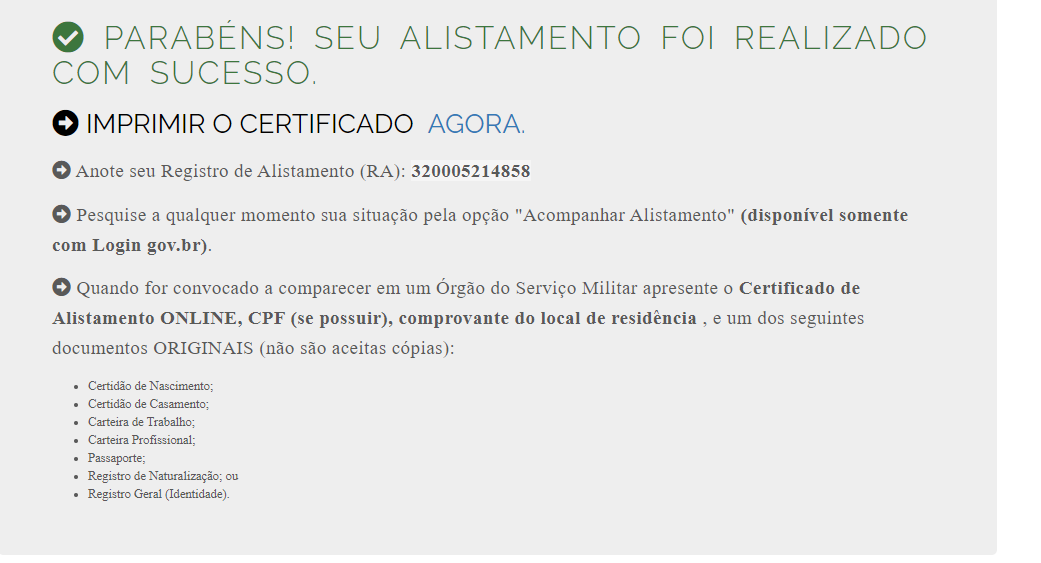 PARABÉNS! SEU ALISTAMENTO FOI REALIZADO
COM SUCESSO.
IMPRIMIR O CERTIFICADO AGORA.
Anote seu Registro de Alistamento (RA): 320005214858
Pesquise a qualquer momento sua situação pela opção "Acompanhar Alistamento" (disponível somente
com Login gov.br).
Quando for convocado a comparecer em um Órgão do Serviço Militar apresente o Certificado de
Alistamento ONLINE, CPF (se possuir), comprovante do local de residência , e um dos seguintes
documentos ORIGINAIS (não são aceitas cópias):
• Certidão de Nascimento;
• Certidão de Casamento;
• Carteira de Trabalho;
• Carteira Profissional;
• Passaporte;
• Registro de Naturalização; ou
• Registro Geral (Identidade).